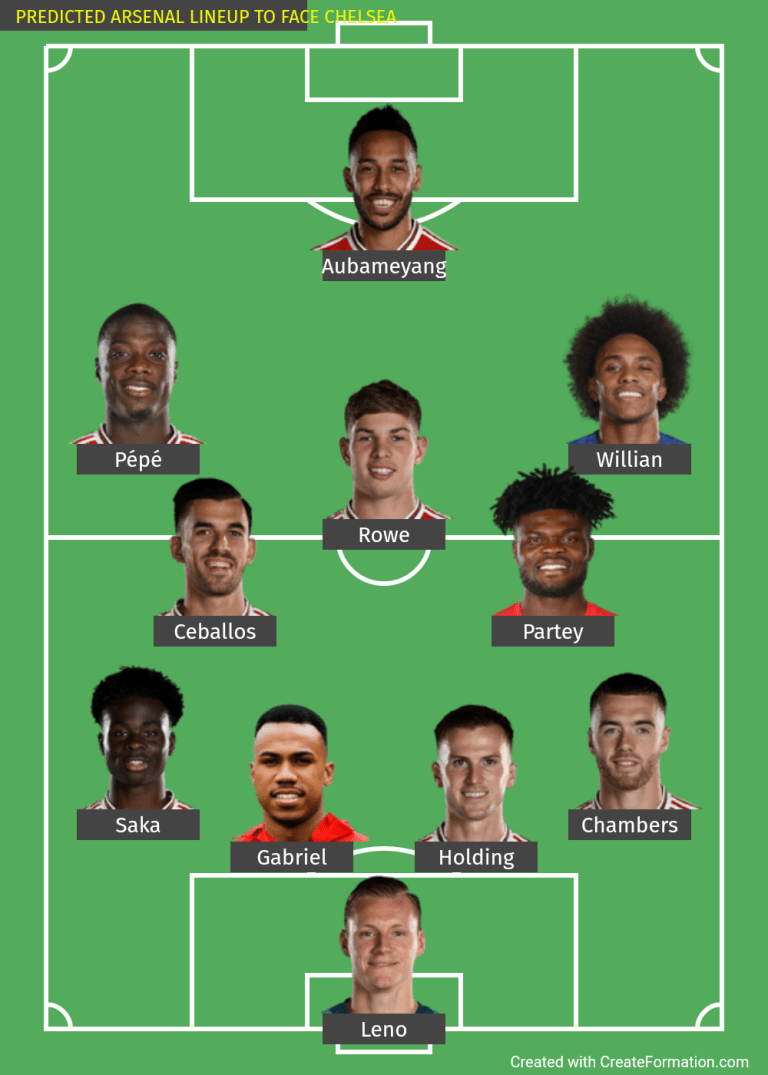 PREDICTED ARSENAL LINEUP TO FACE CHELSEA
Aubameyang
Pépé
Willian
Rowe
Ceballos
Partey
Saka
Chambers
Gabriel
Holding
Leno
Created with CreateFormation.com